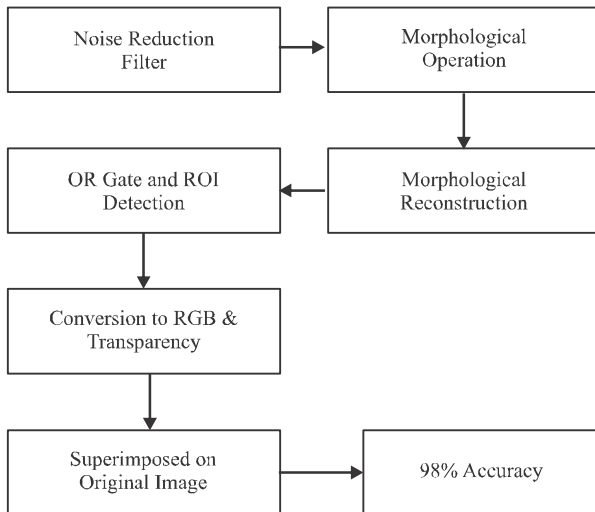 Noise Reduction
Filter
Morphological
Operation
Morphological
Reconstruction
OR Gate and ROI
Detection
Conversion to RGB &
Transparency
Superimposed on
Original Image
98% Accuracy